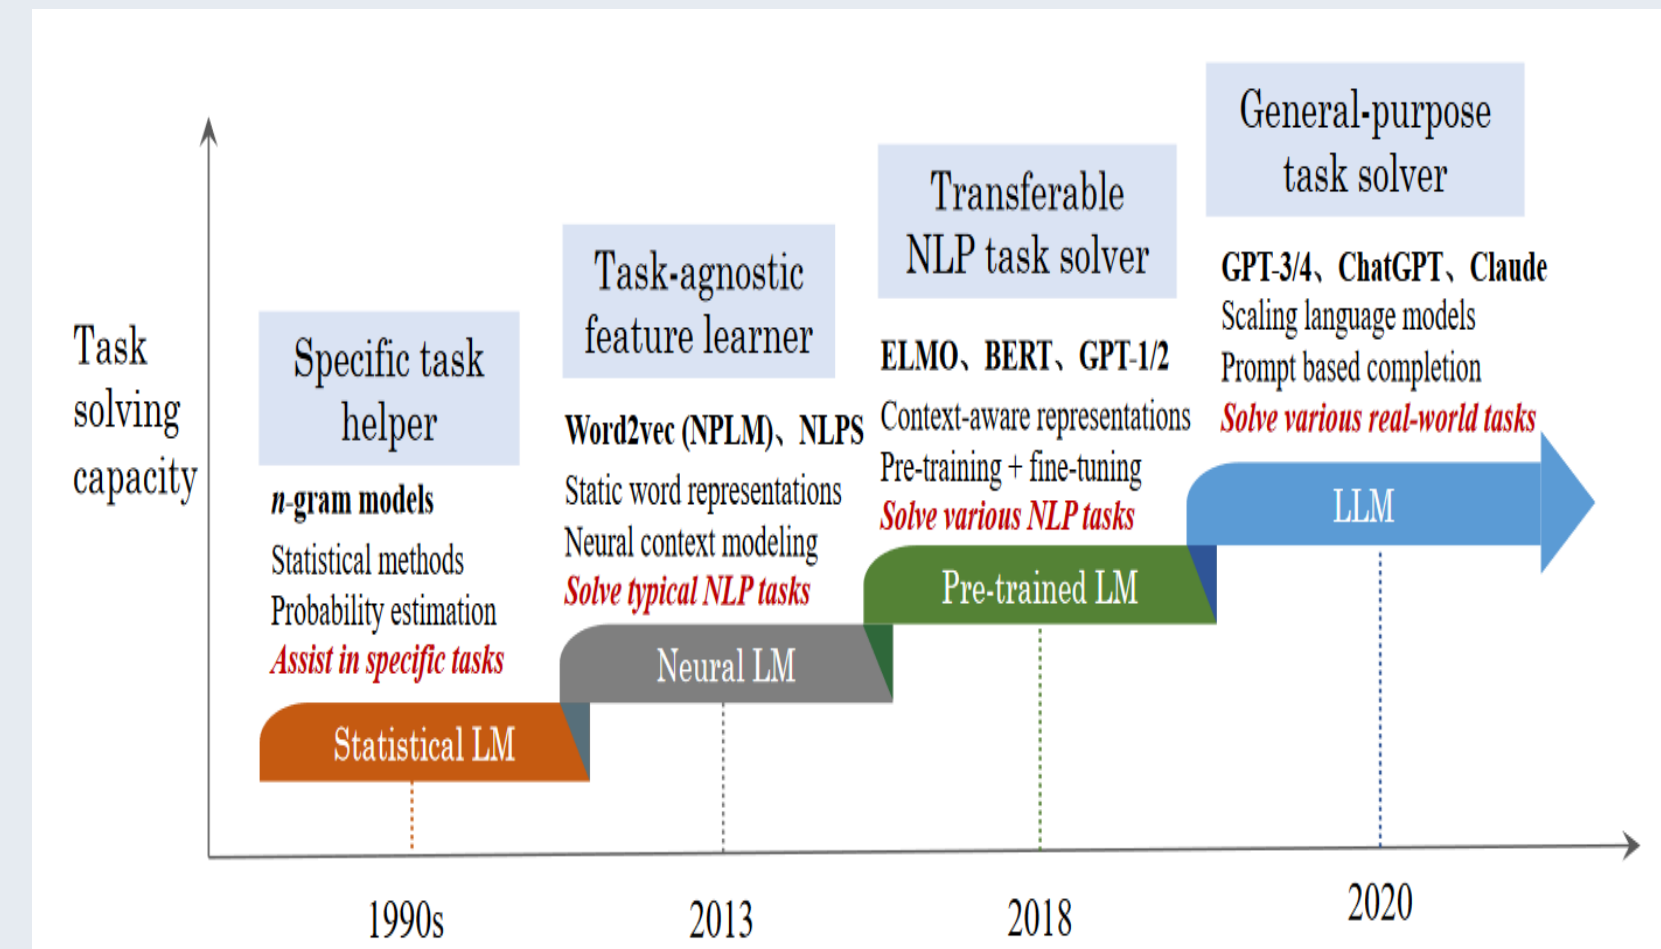 Task
solving
capacity
Specific task
helper
n-gram models
Statistical methods
Probability estimation
Assist in specific tasks
Statistical LM
1990s
Task-agnostic
feature learner
Word2vec (NPLM)、NLPS
Static word representations
Neural context modeling
Solve typical NLP tasks
Neural LM
2013
Transferable
NLP task solver
ELMO、BERT、GPT-1/2
Context-aware representations
Pre-training + fine-tuning
Solve various NLP tasks
Pre-trained LM
2018
General-purpose
task solver
GPT-3/4、ChatGPT、Claude
Scaling language models
Prompt based completion
Solve various real-world tasks
LLM
2020